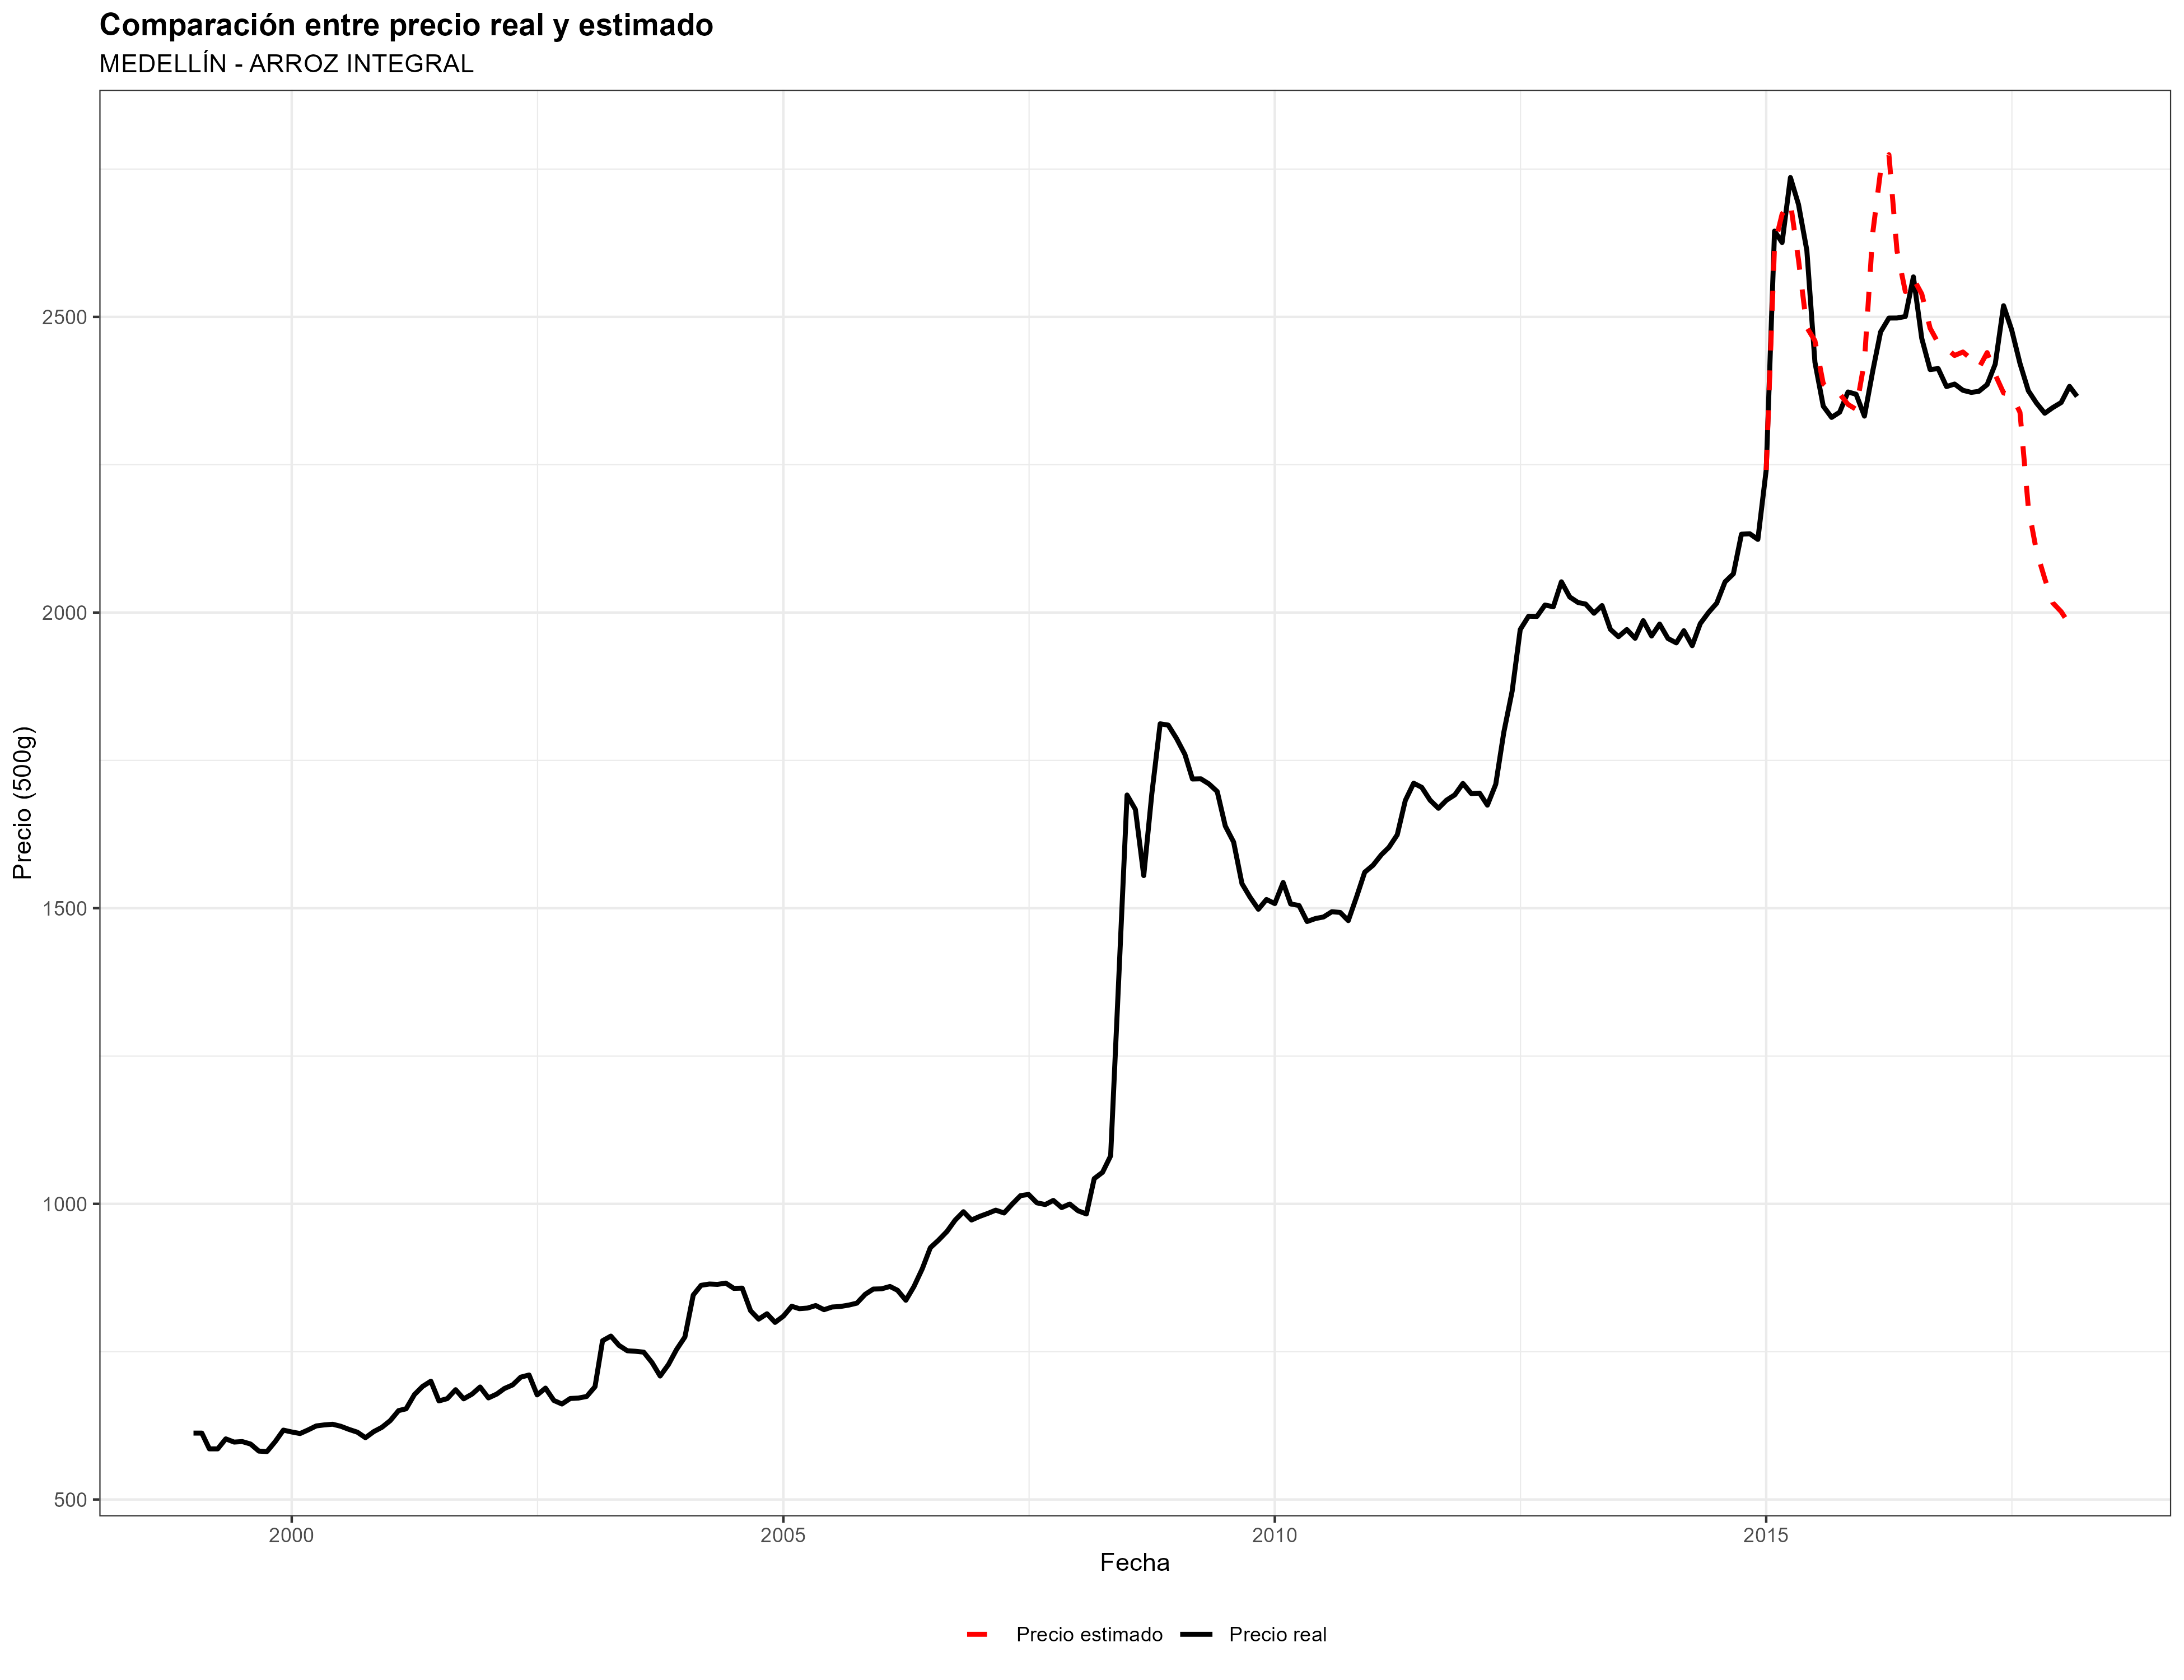 Comparación entre precio real y estimado
MEDELLÍN - ARROZ INTEGRAL
Precio (500g)
2500
2000
1500
1000
500
2000 2005 2010 2015
Fecha
Precio estimado Precio real